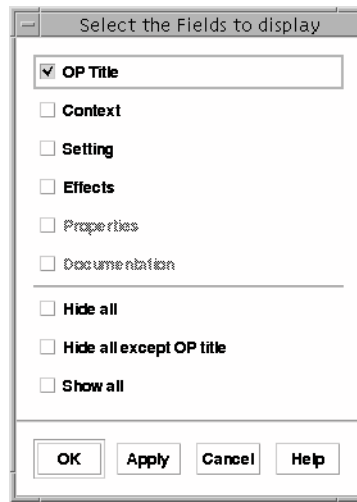 Select the Fields to display
OP Title
Context
Setting
Effects
Properties
Documentation
Hide all
Hide all except OP title
Show all
OK Apply Cancel Help